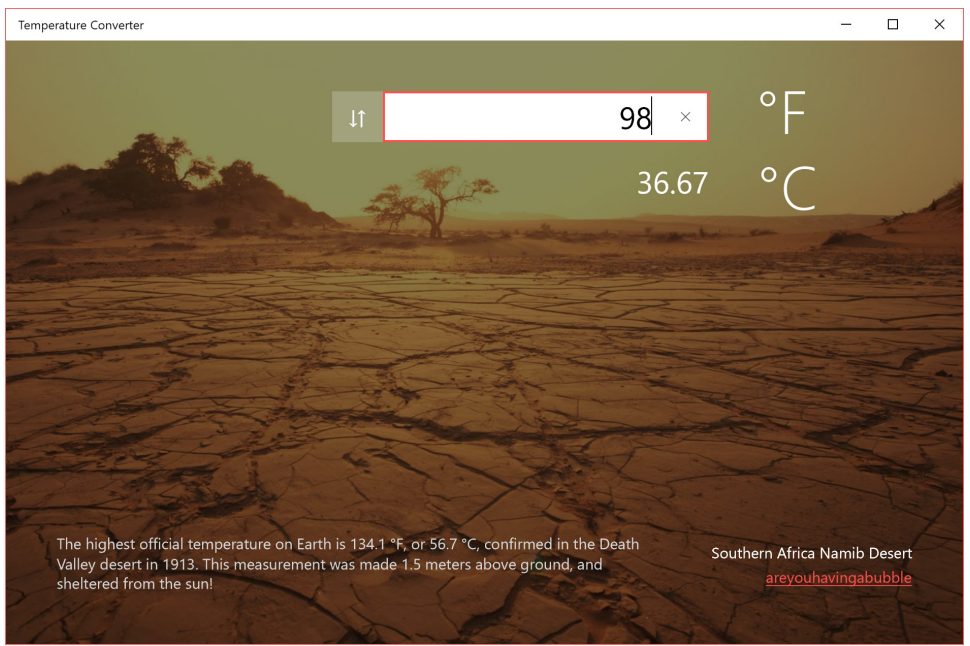 Temperature Converter
98
°F
36.67
°C
The highest official temperature on Earth is 134.1 °F, or 56.7 °C, confirmed in the Death
Valley desert in 1913. This measurement was made 1.5 meters above ground, and
sheltered from the sun!
Southern Africa Namib Desert
areyouhavingabubble